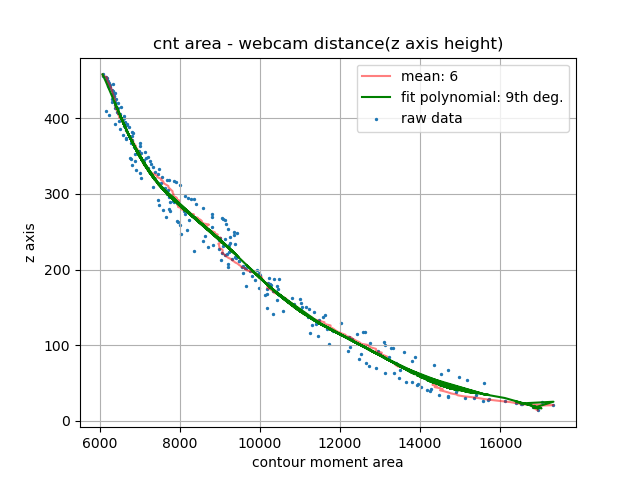 cnt area - webcam distance(z axis height)
mean: 6
fit polynomial: 9th deg.
raw data
400
300
200
100
0
z axis
6000 8000 10000 12000 14000 16000
contour moment area